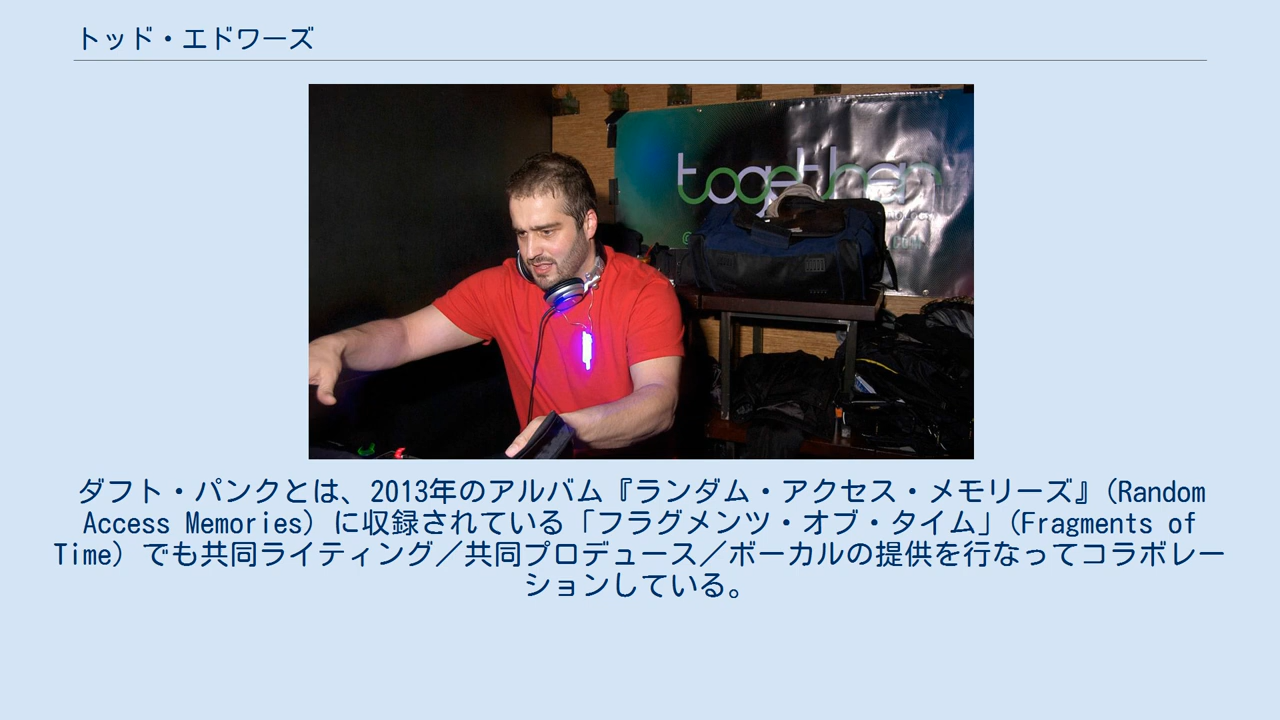 トッド・エドワーズ
together
ダフト・パンクとは、2013年のアルバム『ランダム・アクセス・メモリーズ』(Random
Access Memories) に収録されている「フラグメンツ・オブ・タイム」(Fragments of
Time) でも共同ライティング／共同プロデュース／ボーカルの提供を行なってコラボレー
ションしている。